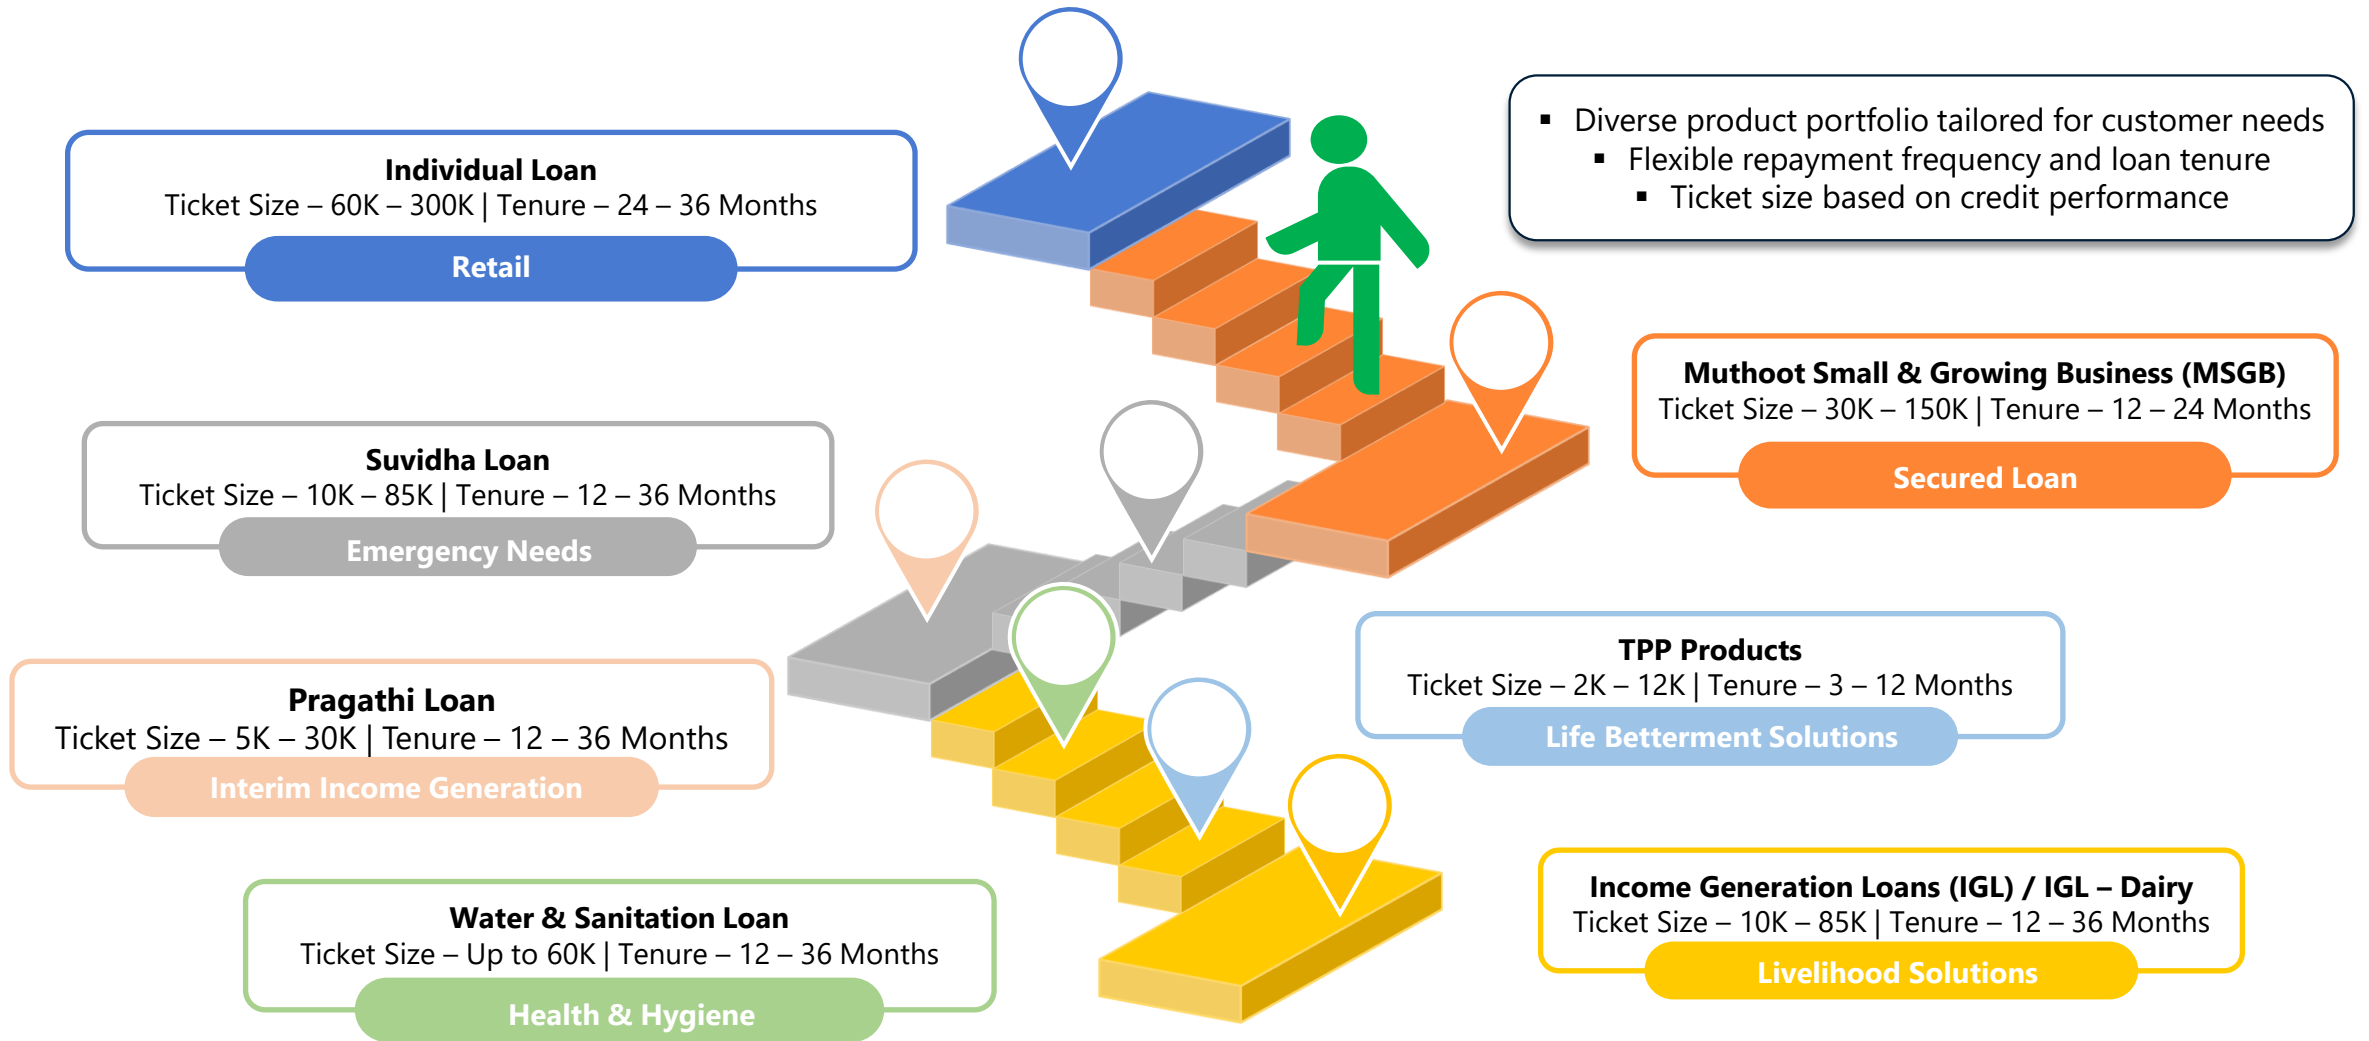 Individual Loan
Ticket Size – 60K – 300K | Tenure – 24 – 36 Months
Retail
▪ Diverse product portfolio tailored for customer needs
▪ Flexible repayment frequency and loan tenure
▪ Ticket size based on credit performance
Muthoot Small & Growing Business (MSGB)
Ticket Size – 30K – 150K | Tenure – 12 – 24 Months
Secured Loan
Suvidha Loan
Ticket Size – 10K – 85K | Tenure – 12 – 36 Months
Emergency Needs
TPP Products
Ticket Size – 2K – 12K | Tenure – 3 – 12 Months
Life Betterment Solutions
Pragathi Loan
Ticket Size – 5K – 30K | Tenure – 12 – 36 Months
Interim Income Generation
Income Generation Loans (IGL) / IGL – Dairy
Ticket Size – 10K – 85K | Tenure – 12 – 36 Months
Livelihood Solutions
Water & Sanitation Loan
Ticket Size – Up to 60K | Tenure – 12 – 36 Months
Health & Hygiene